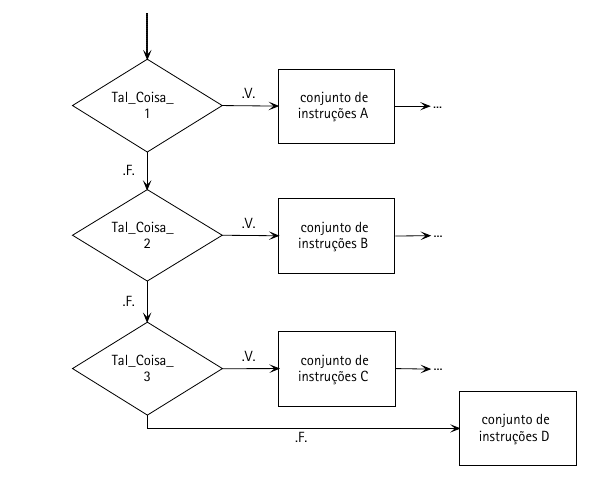 Tal_Coisa_
1
.V.
conjunto de
instruções A
...
.F.
Tal_Coisa_
2
.V.
conjunto de
instruções B
...
.F.
Tal_Coisa_
3
.V.
conjunto de
instruções C
...
.F.
conjunto de
instruções D